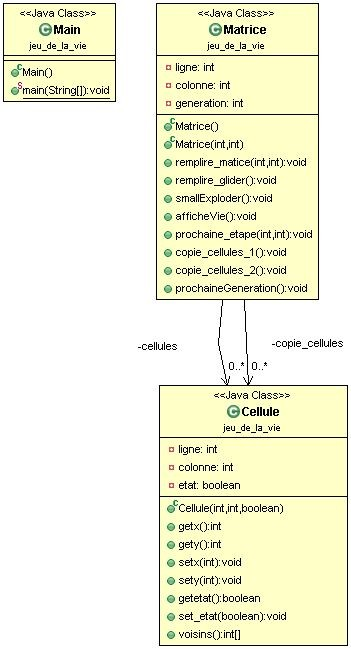 <<Java Class>>
Main
jeu_de_la_vie
Main()
main(String[]):void
<<Java Class>>
Matrice
jeu_de_la_vie
ligne: int
colonne: int
generation: int
Matrice()
Matrice(int,int)
remplire_matice(int,int):void
remplire_glider():void
smallExploder():void
afficheVie():void
prochaine_etape(int,int):void
copie_cellules_1():void
copie_cellules_2():void
prochaineGeneration():void
-cellules
0..*
-copie_cellules
0..*
<<Java Class>>
Cellule
jeu_de_la_vie
ligne: int
colonne: int
etat: boolean
Cellule(int,int,boolean)
getx():int
gety():int
setx(int):void
sety(int):void
getetat():boolean
set_etat(boolean):void
voisins():int[]